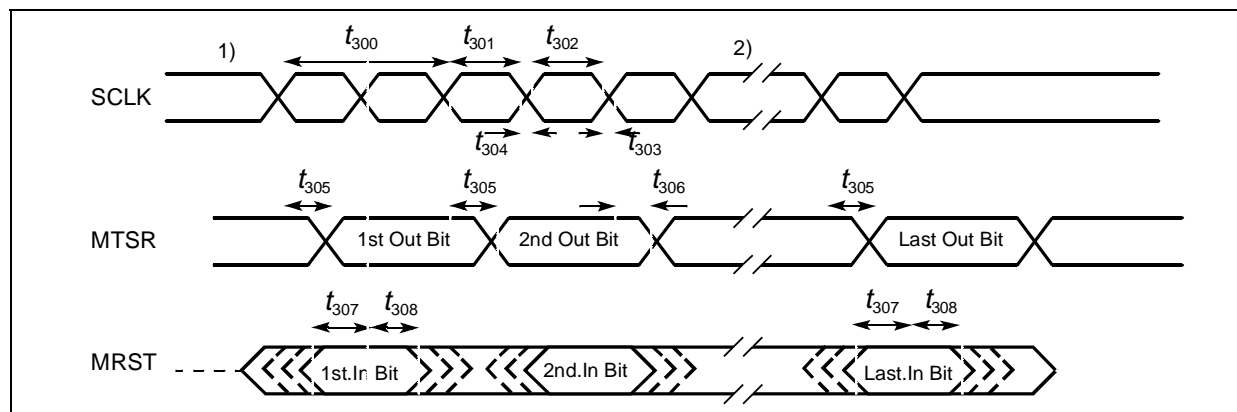 1) t300 t301 t302 2)
SCLK
t304 t303
t305 t305 t306 t305
MTSR 1st Out Bit 2nd Out Bit Last Out Bit
t307 t308 t307 t308
MRST 1st.In Bit 2nd.In Bit Last.In Bit